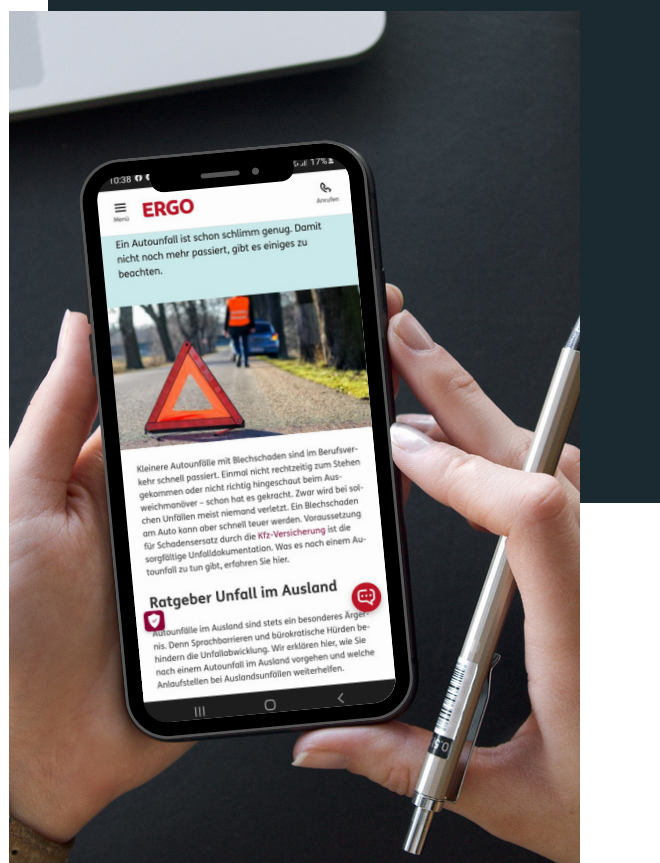 10:38
17%
Menü
ERGO
Anrufen
Ein Autounfall ist schon schlimm genug. Damit
nicht noch mehr passiert, gibt es einiges zu
beachten.
Kleinere Autounfälle mit Blechschaden sind im Berufsver-
kehr schnell passiert. Einmal nicht rechtzeitig zum Stehen
gekommen oder nicht richtig hingeschaut beim Aus-
weichmanöver – schon hat es gekracht. Zwar wird bei sol-
chen Unfällen meist niemand verletzt. Ein Blechschaden
am Auto kann aber schnell teuer werden. Voraussetzung
für Schadensersatz durch die Kfz-Versicherung ist die
sorgfältige Unfalldokumentation. Was es nach einem Au-
tounfall zu tun gibt, erfahren Sie hier.
Ratgeber Unfall im Ausland
Autounfälle im Ausland sind stets ein besonderes Ärger-
nis. Denn Sprachbarrieren und bürokratische Hürden be-
hindern die Unfallabwicklung. Wir erklären hier, wie Sie
nach einem Autounfall im Ausland vorgehen und welche
Anlaufstellen bei Auslandsunfällen weiterhelfen.